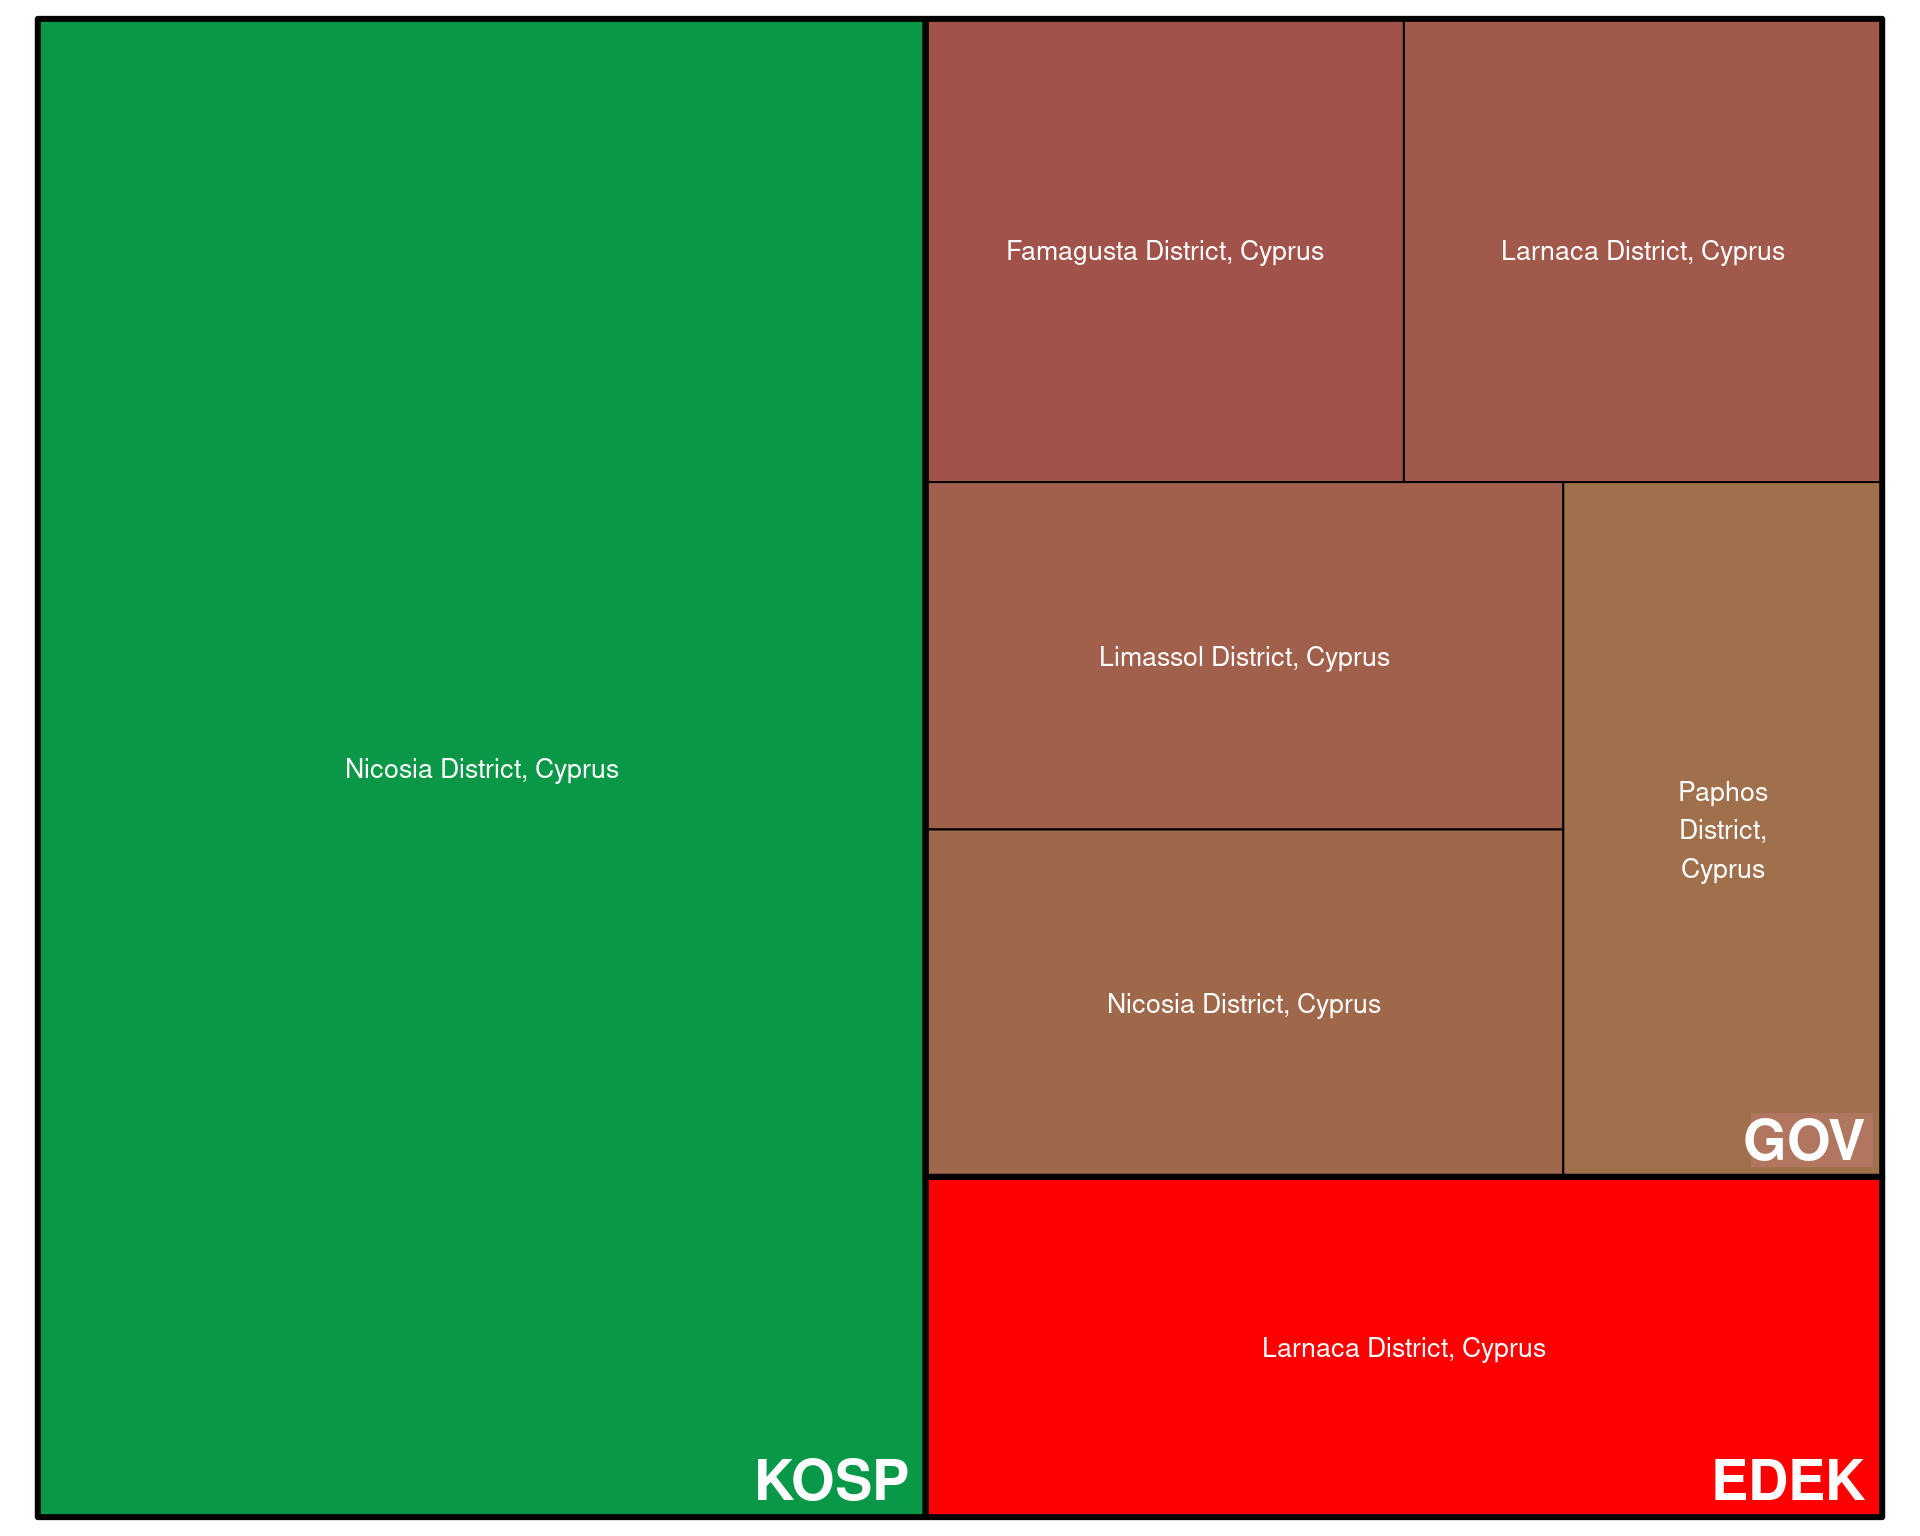 Nicosia District, Cyprus
KOSP
Famagusta District, Cyprus
Larnaca District, Cyprus
Limassol District, Cyprus
Nicosia District, Cyprus
Paphos
District,
Cyprus
GOV
Larnaca District, Cyprus
EDEK